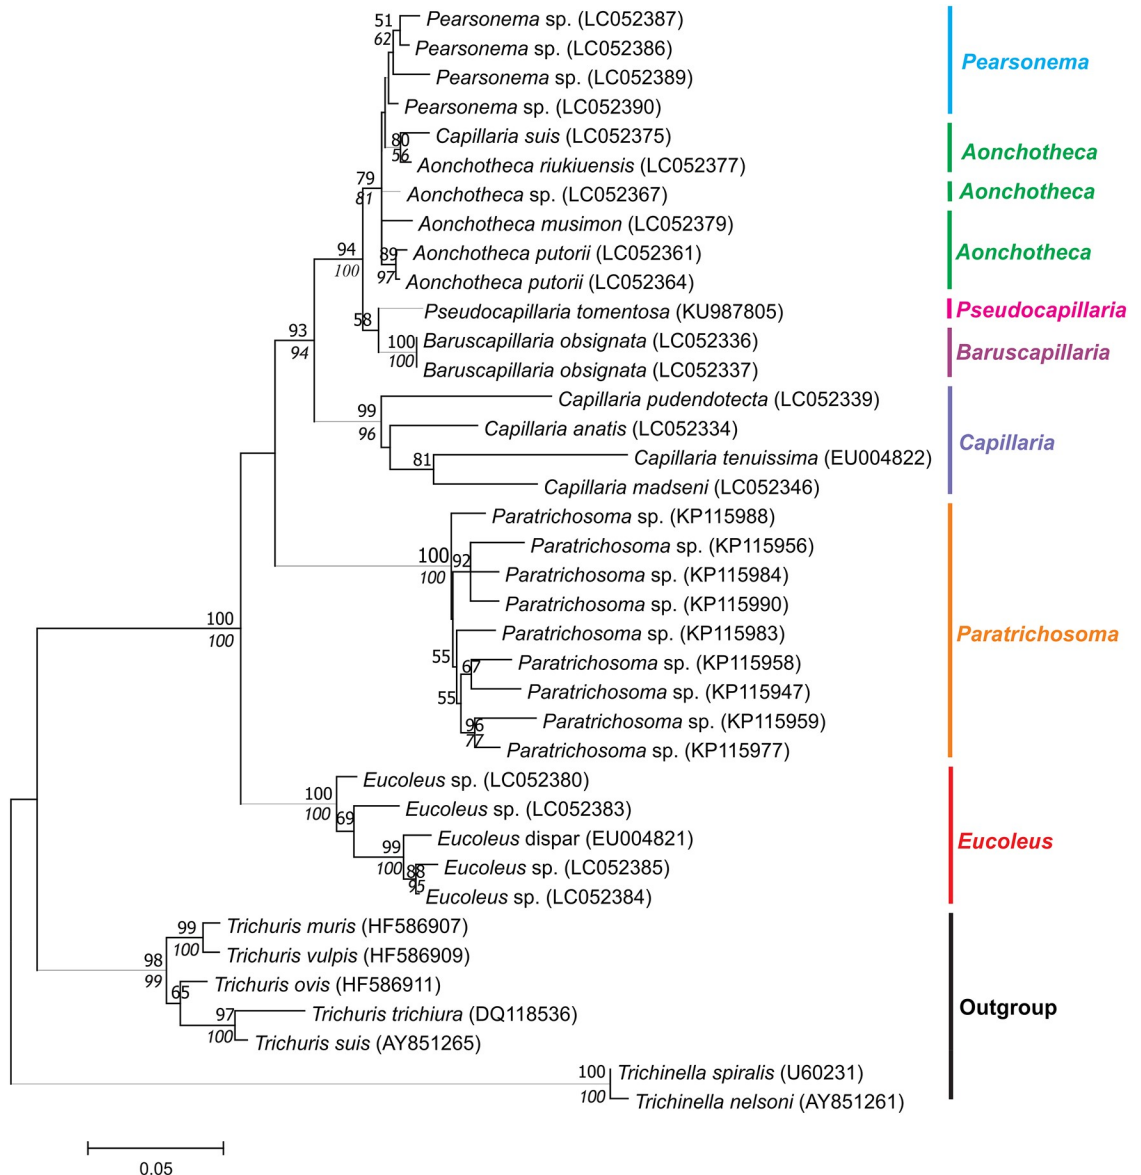 51
Pearsonema sp. (LC052387)
62
Pearsonema sp. (LC052386)
Pearsonema
Pearsonema sp. (LC052389)
Pearsonema sp. (LC052390)
80
Capillaria suis (LC052375)
Aonchotheca
56
Aonchotheca riukiuensis (LC052377)
79
81
Aonchotheca sp. (LC052367)
Aonchotheca
Aonchotheca musimon (LC052379)
94
100
89
Aonchotheca putorii (LC052361)
Aonchotheca
97
Aonchotheca putorii (LC052364)
Pseudocapillaria tomentosa (KU987805)
Pseudocapillaria
58
93
94
100
Baruscapillaria obsignata (LC052336)
Baruscapillaria
100
Baruscapillaria obsignata (LC052337)
Capillaria pudendotecta (LC052339)
99
96
Capillaria anatis (LC052334)
Capillaria
81
Capillaria tenuissima (EU004822)
Capillaria madseni (LC052346)
Paratrichosoma sp. (KP115988)
Paratrichosoma sp. (KP115956)
100
92
100
Paratrichosoma sp. (KP115984)
Paratrichosoma sp. (KP115990)
100
100
Paratrichosoma sp. (KP115983)
Paratrichosoma
55
67
Paratrichosoma sp. (KP115958)
55
Paratrichosoma sp. (KP115947)
96
Paratrichosoma sp. (KP115959)
77
Paratrichosoma sp. (KP115977)
Eucoleus sp. (LC052380)
100
100
Eucoleus sp. (LC052383)
69
Eucoleus dispar (EU004821)
Eucoleus
99
100
88
Eucoleus sp. (LC052385)
95
Eucoleus sp. (LC052384)
99
Trichuris muris (HF586907)
100
Trichuris vulpis (HF586909)
98
99
65
Trichuris ovis (HF586911)
Outgroup
97
Trichuris trichiura (DQ118536)
100
Trichuris suis (AY851265)
100
Trichinella spiralis (U60231)
100
Trichinella nelsoni (AY851261)
0.05